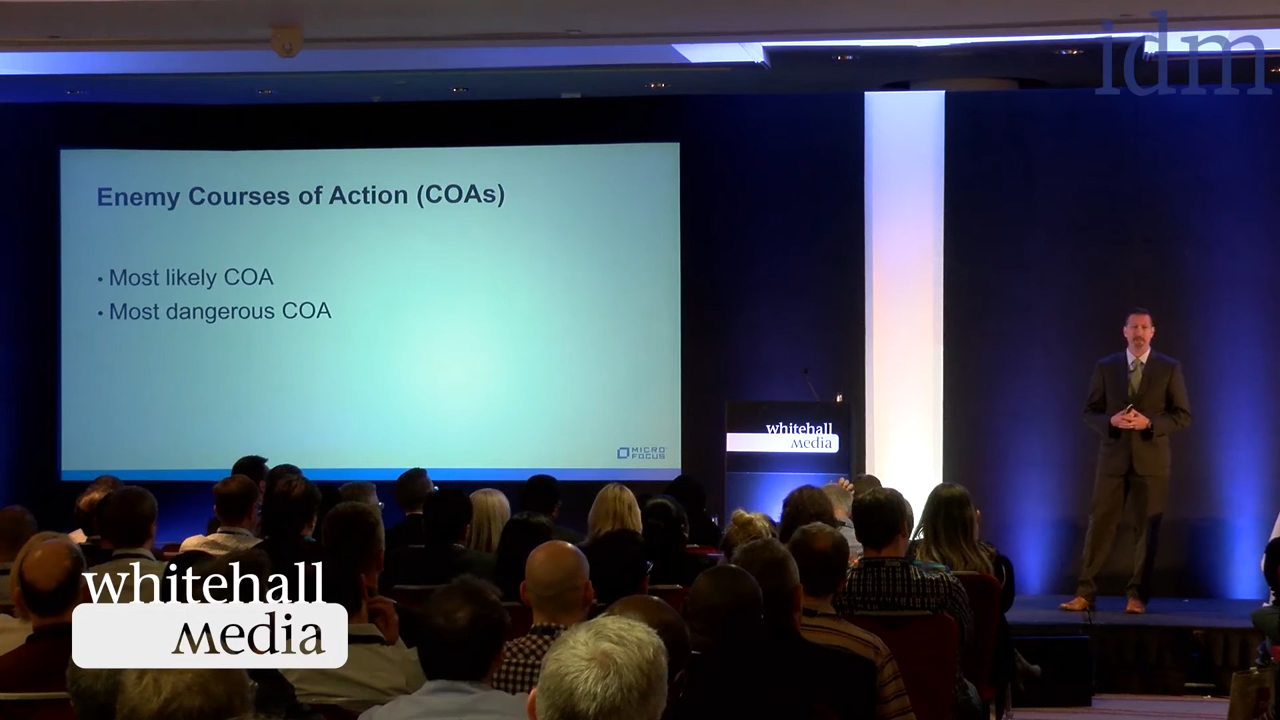 idm
Enemy Courses of Action (COAs)
• Most likely COA
• Most dangerous COA
MICRO
FOCUS
whitehall
media
whitehall
media